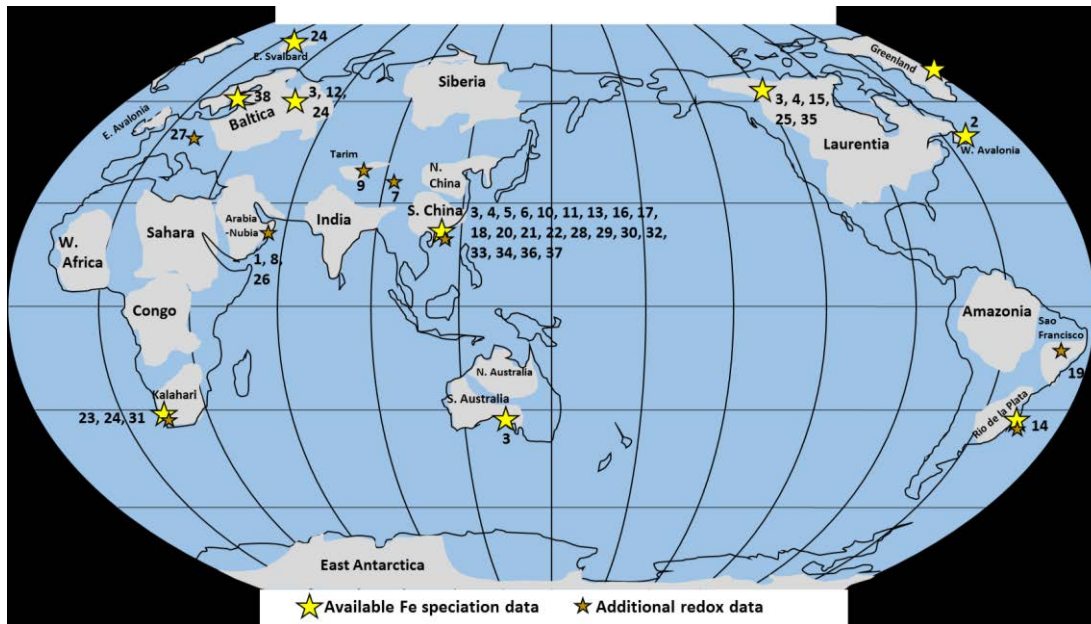 24
E. Svalbard
Greenland
Siberia
38
3, 12,
24
Baltica
E. Avalonia
27
3, 4, 15,
25, 35
Laurentia
2
W. Avalonia
Tarim
9
7
N.
China
S. China
3, 4, 5, 6, 10, 11, 13, 16, 17,
18, 20, 21, 22, 28, 29, 30, 32,
33, 34, 36, 37
India
Arabia
-Nubia
1, 8,
26
Sahara
W.
Africa
Congo
Amazonia
Sao
Francisco
19
Kalahari
23, 24, 31
N. Australia
S. Australia
3
Rio de la Plata
14
East Antarctica
Available Fe speciation data
Additional redox data